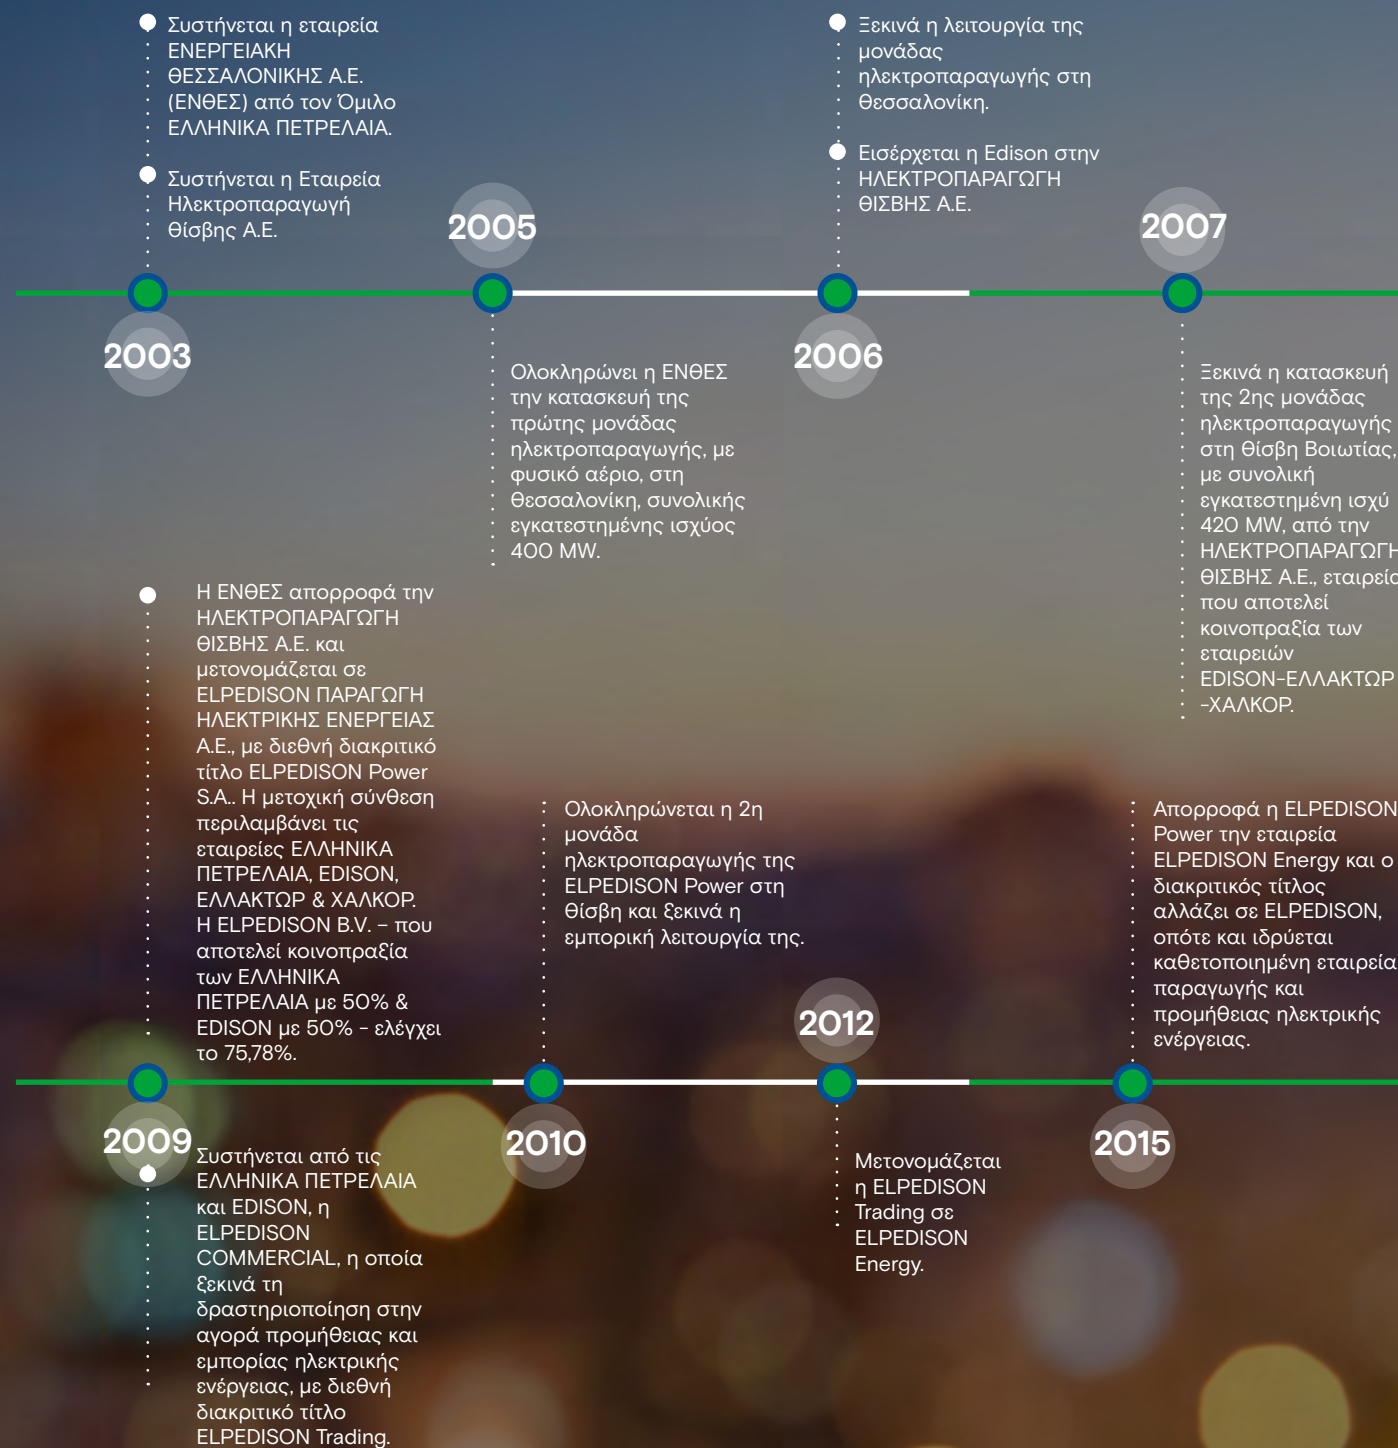 Συστήνεται η εταιρεία
ΕΝΕΡΓΕΙΑΚΗ
ΘΕΣΣΑΛΟΝΙΚΗΣ Α.Ε.
(ΕΝΘΕΣ) από τον Όμιλο
ΕΛΛΗΝΙΚΑ ΠΕΤΡΕΛΑΙΑ.
Συστήνεται η Εταιρεία
Ηλεκτροπαραγωγή
Θίσβης Α.Ε.
2003
2005
Ολοκληρώνει η ΕΝΘΕΣ
την κατασκευή της
πρώτης μονάδας
ηλεκτροπαραγωγής, με
φυσικό αέριο, στη
Θεσσαλονίκη, συνολικής
εγκατεστημένης ισχύος
400 MW.
Ξεκινά η λειτουργία της
μονάδας
ηλεκτροπαραγωγής στη
Θεσσαλονίκη.
Εισέρχεται η Edison στην
ΗΛΕΚΤΡΟΠΑΡΑΓΩΓΗ
ΘΙΣΒΗΣ Α.Ε.
2006
2007
Ξεκινά η κατασκευή
της 2ης μονάδας
ηλεκτροπαραγωγής
στη Θίσβη Βοιωτίας,
με συνολική
εγκατεστημένη ισχύ
420 MW, από την
ΗΛΕΚΤΡΟΠΑΡΑΓΩΓΗ
ΘΙΣΒΗΣ Α.Ε., εταιρεία
που αποτελεί
κοινοπραξία των
εταιρειών
EDISON-ΕΛΛΑΚΤΩΡ
-ΧΑΛΚΟΡ.
Η ΕΝΘΕΣ απορροφά την
ΗΛΕΚΤΡΟΠΑΡΑΓΩΓΗ
ΘΙΣΒΗΣ Α.Ε. και
μετονομάζεται σε
ELPEDISON ΠΑΡΑΓΩΓΗ
ΗΛΕΚΤΡΙΚΗΣ ΕΝΕΡΓΕΙΑΣ
Α.Ε., με διεθνή διακριτικό
τίτλο ELPEDISON Power
S.A.. Η μετοχική σύνθεση
περιλαμβάνει τις
εταιρείες ΕΛΛΗΝΙΚΑ
ΠΕΤΡΕΛΑΙΑ, EDISON,
ΕΛΛΑΚΤΩΡ & ΧΑΛΚΟΡ.
Η ELPEDISON B.V. – που
αποτελεί κοινοπραξία
των ΕΛΛΗΝΙΚΑ
ΠΕΤΡΕΛΑΙΑ με 50% &
EDISON με 50% - ελέγχει
το 75,78%.
2009
Συστήνεται από τις
ΕΛΛΗΝΙΚΑ ΠΕΤΡΕΛΑΙΑ
και EDISON, η
ELPEDISON
COMMERCIAL, η οποία
ξεκινά τη
δραστηριοποίηση στην
αγορά προμήθειας και
εμπορίας ηλεκτρικής
ενέργειας, με διεθνή
διακριτικό τίτλο
ELPEDISON Trading.
Ολοκληρώνεται η 2η
μονάδα
ηλεκτροπαραγωγής της
ELPEDISON Power στη
Θίσβη και ξεκινά η
εμπορική λειτουργία της.
2010
2012
Μετονομάζεται
η ELPEDISON
Trading σε
ELPEDISON
Energy.
Απορροφά η ELPEDISON
Power την εταιρεία
ELPEDISON Energy και ο
διακριτικός τίτλος
αλλάζει σε ELPEDISON,
οπότε και ιδρύεται
καθετοποιημένη εταιρεία
παραγωγής και
προμήθειας ηλεκτρικής
ενέργειας.
2015